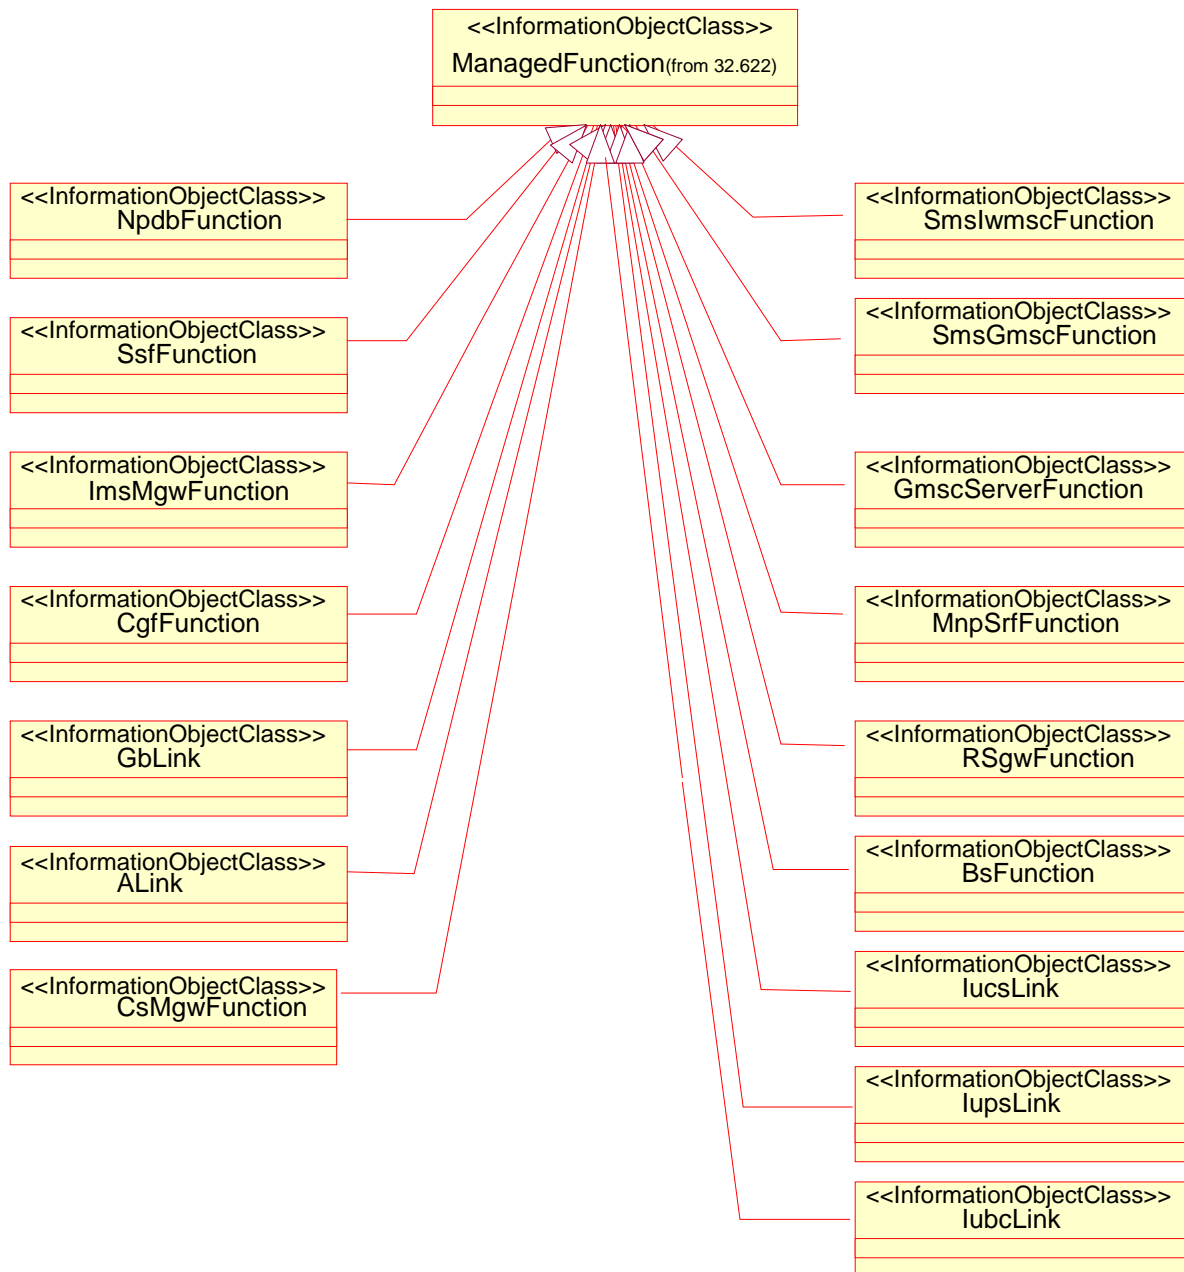 <<InformationObjectClass>>
ManagedFunction(from 32.622)
<<InformationObjectClass>>
NpdbFunction
<<InformationObjectClass>>
SsfFunction
<<InformationObjectClass>>
ImsMgwFunction
<<InformationObjectClass>>
CgfFunction
<<InformationObjectClass>>
GbLink
<<InformationObjectClass>>
ALink
<<InformationObjectClass>>
CsMgwFunction
<<InformationObjectClass>>
SmsIwmscFunction
<<InformationObjectClass>>
SmsGmscFunction
<<InformationObjectClass>>
GmscServerFunction
<<InformationObjectClass>>
MnpSrfFunction
<<InformationObjectClass>>
RSgwFunction
<<InformationObjectClass>>
BsFunction
<<InformationObjectClass>>
IucsLink
<<InformationObjectClass>>
IupsLink
<<InformationObjectClass>>
IubcLink